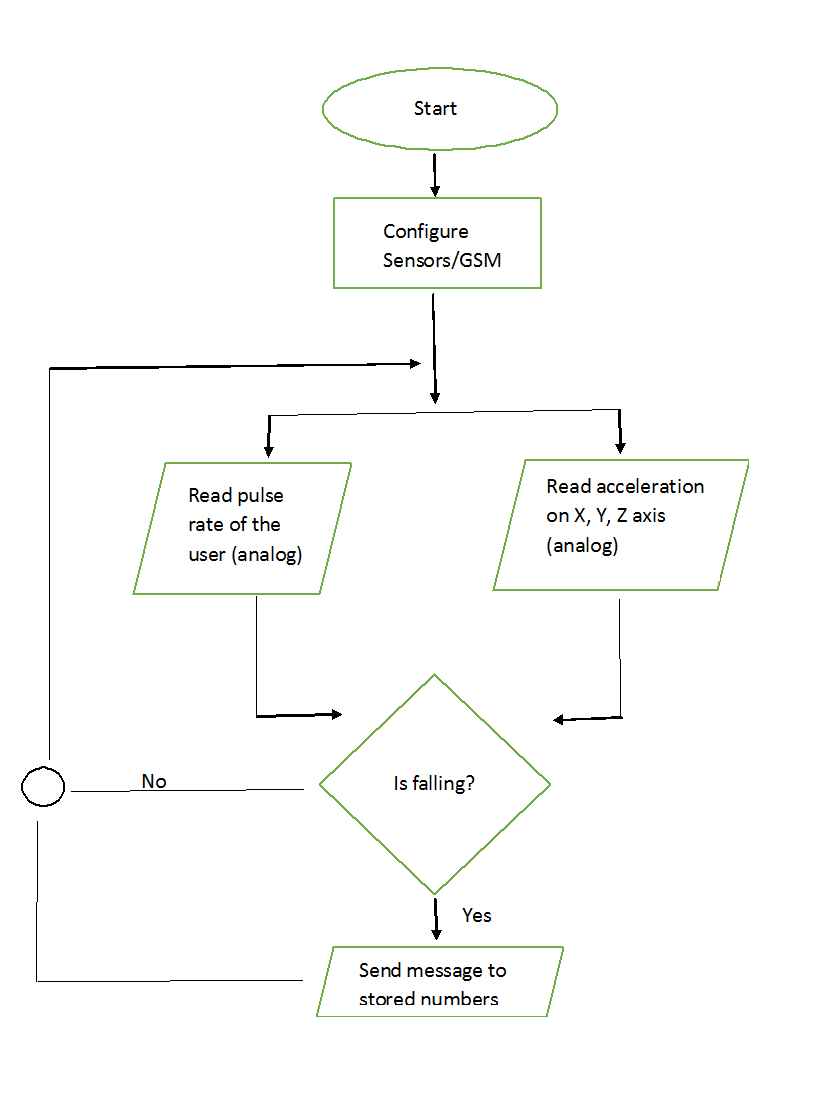 Start
Configure
Sensors/GSM
Read pulse
rate of the
user (analog)
Read acceleration
on X, Y, Z axis
(analog)
Is falling?
No
Yes
Send message to
stored numbers